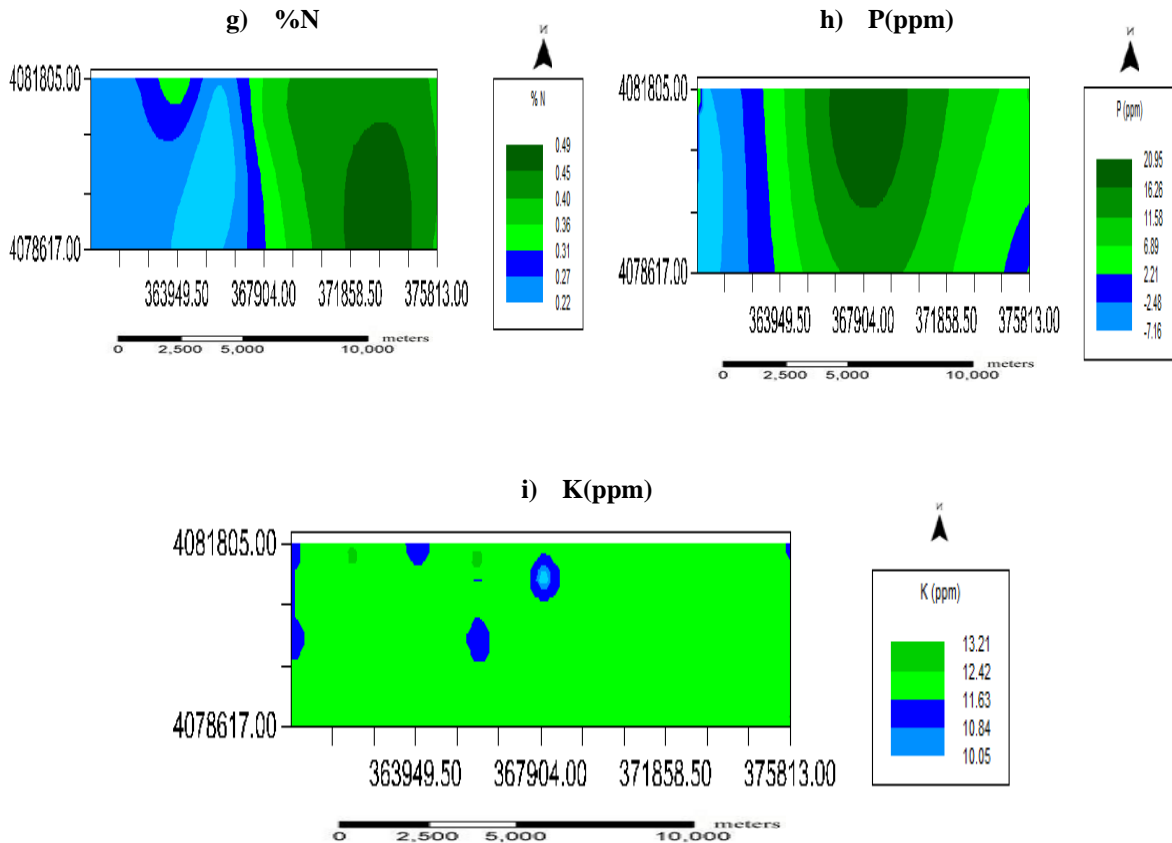 g) %N
N
4081805.00
4078617.00
363949.50 367904.00 371858.50 375813.00
0 2,500 5,000 10,000 meters
% N
0.49
0.45
0.40
0.36
0.31
0.27
0.22
h) P(ppm)
N
4081805.00
4078617.00
363949.50 367904.00 371858.50 375813.00
0 2,500 5,000 10,000 meters
P (ppm)
20.95
16.26
11.58
6.89
2.21
-2.48
-7.16
i) K(ppm)
N
4081805.00
4078617.00
363949.50 367904.00 371858.50 375813.00
0 2,500 5,000 10,000 meters
K (ppm)
13.21
12.42
11.63
10.84
10.05